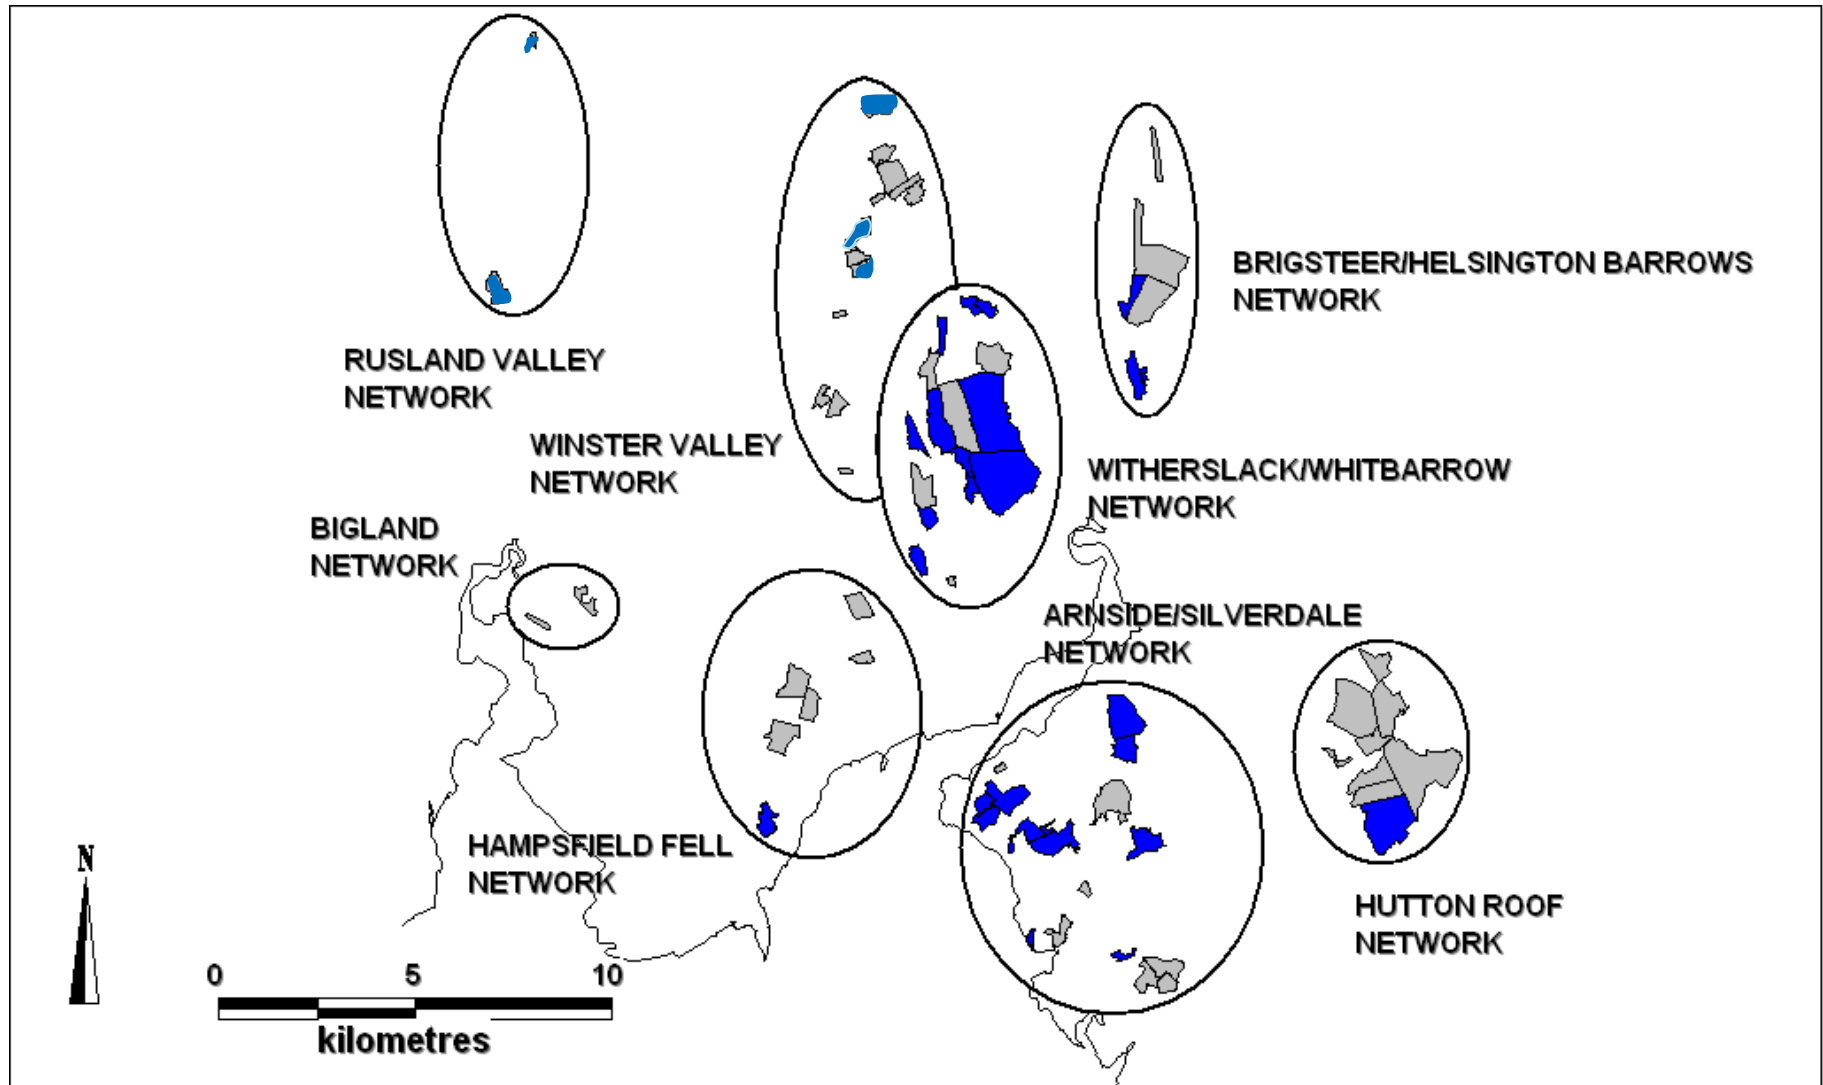 BRIGSTEER/HELSINGTON BARROWS
NETWORK
RUSLAND VALLEY
NETWORK
WINSTER VALLEY
NETWORK
WITHERSLACK/WHITBARROW
NETWORK
BIGLAND
NETWORK
ARNSIDE/SILVERDALE
NETWORK
HAMPSFIELD FELL
NETWORK
HUTTON ROOF
NETWORK
N
0 5 10
kilometres